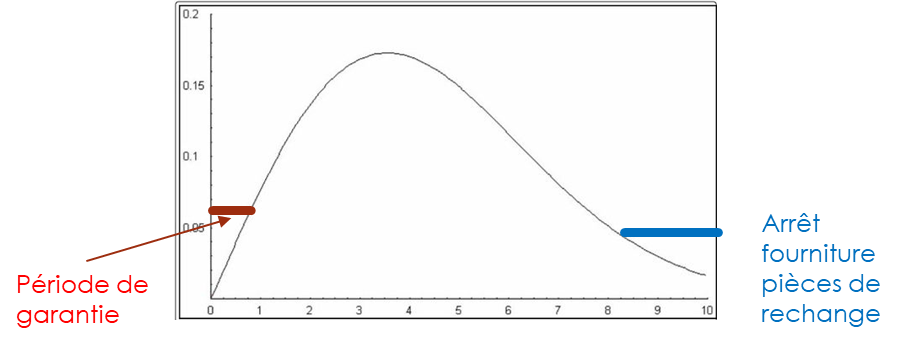 0.2
0.15
0.1
0.05
0 1 2 3 4 5 6 7 8 9 10
Période de
garantie
Arrêt
fourniture
pièces de
rechange